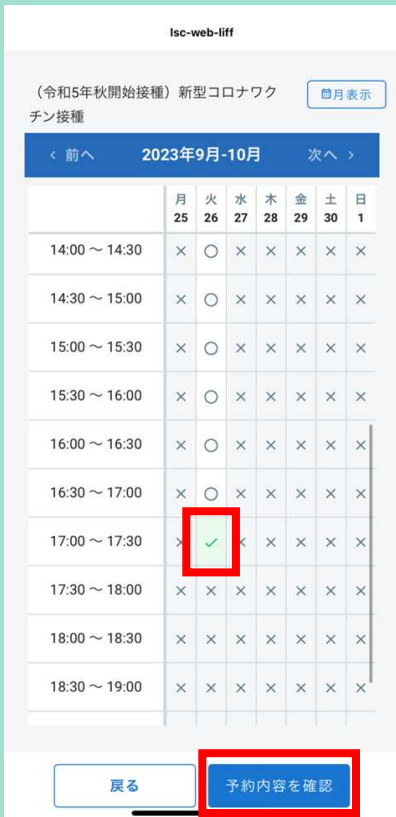 lsc-web-liff
（令和5年秋開始接種）新型コロナワク
チン接種
月表示
< 前へ 2023年9月-10月 次へ >
月 火 水 木 金 土 日
25 26 27 28 29 30 1
14:00 ～ 14:30 × ○ × × × × ×
14:30 ～ 15:00 × ○ × × × × ×
15:00 ～ 15:30 × ○ × × × × ×
15:30 ～ 16:00 × ○ × × × × ×
16:00 ～ 16:30 × ○ × × × × ×
16:30 ～ 17:00 × ○ × × × × ×
17:00 ～ 17:30 × ✓ × × × × ×
17:30 ～ 18:00 × × × × × × ×
18:00 ～ 18:30 × × × × × × ×
18:30 ～ 19:00 × × × × × × ×
戻る 予約内容を確認